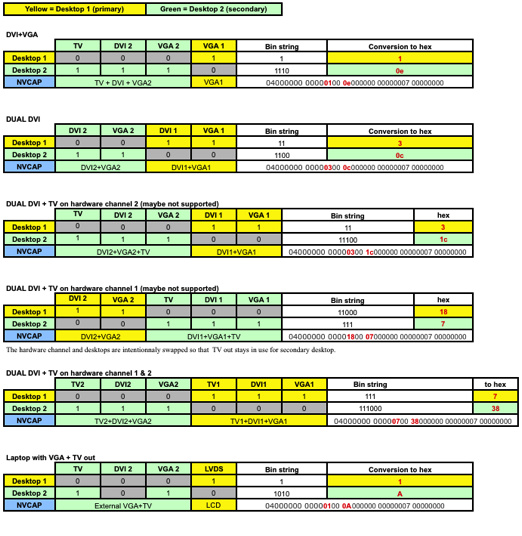 Yellow = Desktop 1 (primary) Green = Desktop 2 (secondary)
DVI+VGA
TV DVI 2 VGA 2 VGA 1 Bin string Conversion to hex
Desktop 1 0 0 0 1 1 1
Desktop 2 1 1 1 0 1110 0e
NVCAP TV + DVI + VGA2 VGA1 04000000 00000100 0e000000 00000007 00000000
DUAL DVI
DVI 2 VGA 2 DVI 1 VGA 1 Bin string Conversion to hex
Desktop 1 0 0 1 1 11 3
Desktop 2 1 1 0 0 1100 0c
NVCAP DVI2+VGA2 DVI1+VGA1 04000000 00000300 0c000000 00000007 00000000
DUAL DVI + TV on hardware channel 2 (maybe not supported)
TV DVI 2 VGA 2 DVI 1 VGA 1 Bin string hex
Desktop 1 0 0 0 1 1 11 3
Desktop 2 1 1 1 0 0 11100 1c
NVCAP DVI2+VGA2+TV DVI1+VGA1 04000000 00000300 1c000000 00000007 00000000
DUAL DVI + TV on hardware channel 1 (maybe not supported)
DVI 2 VGA 2 TV DVI 1 VGA 1 Bin string hex
Desktop 1 1 1 0 0 0 11000 18
Desktop 2 0 0 1 1 1 111 7
NVCAP DVI2+VGA2 DVI1+VGA1+TV 04000000 00001800 07000000 00000007 00000000
The hardware channel and desktops are intentionnaly swapped so that TV out stays in use for secondary desktop.
DUAL DVI + TV on hardware channel 1 & 2
TV2 DVI2 VGA2 TV1 DVI1 VGA1 Bin string to hex
Desktop 1 0 0 0 1 1 1 111 7
Desktop 2 1 1 1 0 0 0 111000 38
NVCAP TV2+DVI2+VGA2 TV1+DVI1+VGA1 04000000 00000700 38000000 00000007 00000000
Laptop with VGA + TV out
TV DVI 2 VGA 2 LVDS Bin string Conversion to hex
Desktop 1 0 0 0 1 1 1
Desktop 2 1 0 1 0 1010 A
NVCAP External VGA+TV LCD 04000000 00000100 0A000000 00000007 00000000